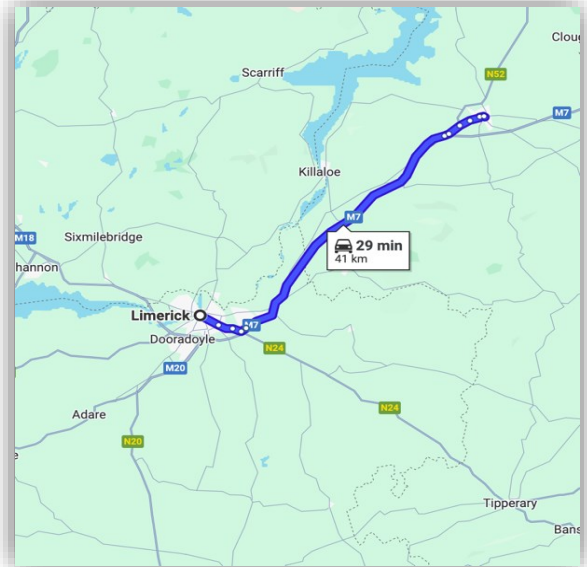 Cloug
N52
Scarriff
M7
Killaloe
M7
M18
Sixmilebridge
29 min
41 km
hannon
Limerick
M7
Dooradoyle
N24
M20
N24
Adare
N20
e
Tipperary
Bans